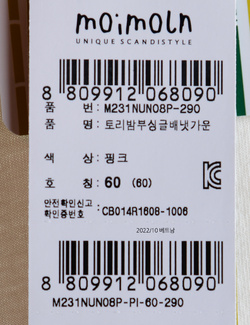 moimoln
UNIQUE SCANDISTYLE
8 809912 068090
품 번 : M231NUN08P-290
품 명 : 토리밤부싱글배냇가운
색 상 : 핑크
호 칭 : 60 (60)
안전확인신고
확인증번호 : CB014R1608-1006
2022/10 베트남
8 809912 068090
M231NUN08P-PI-60-290